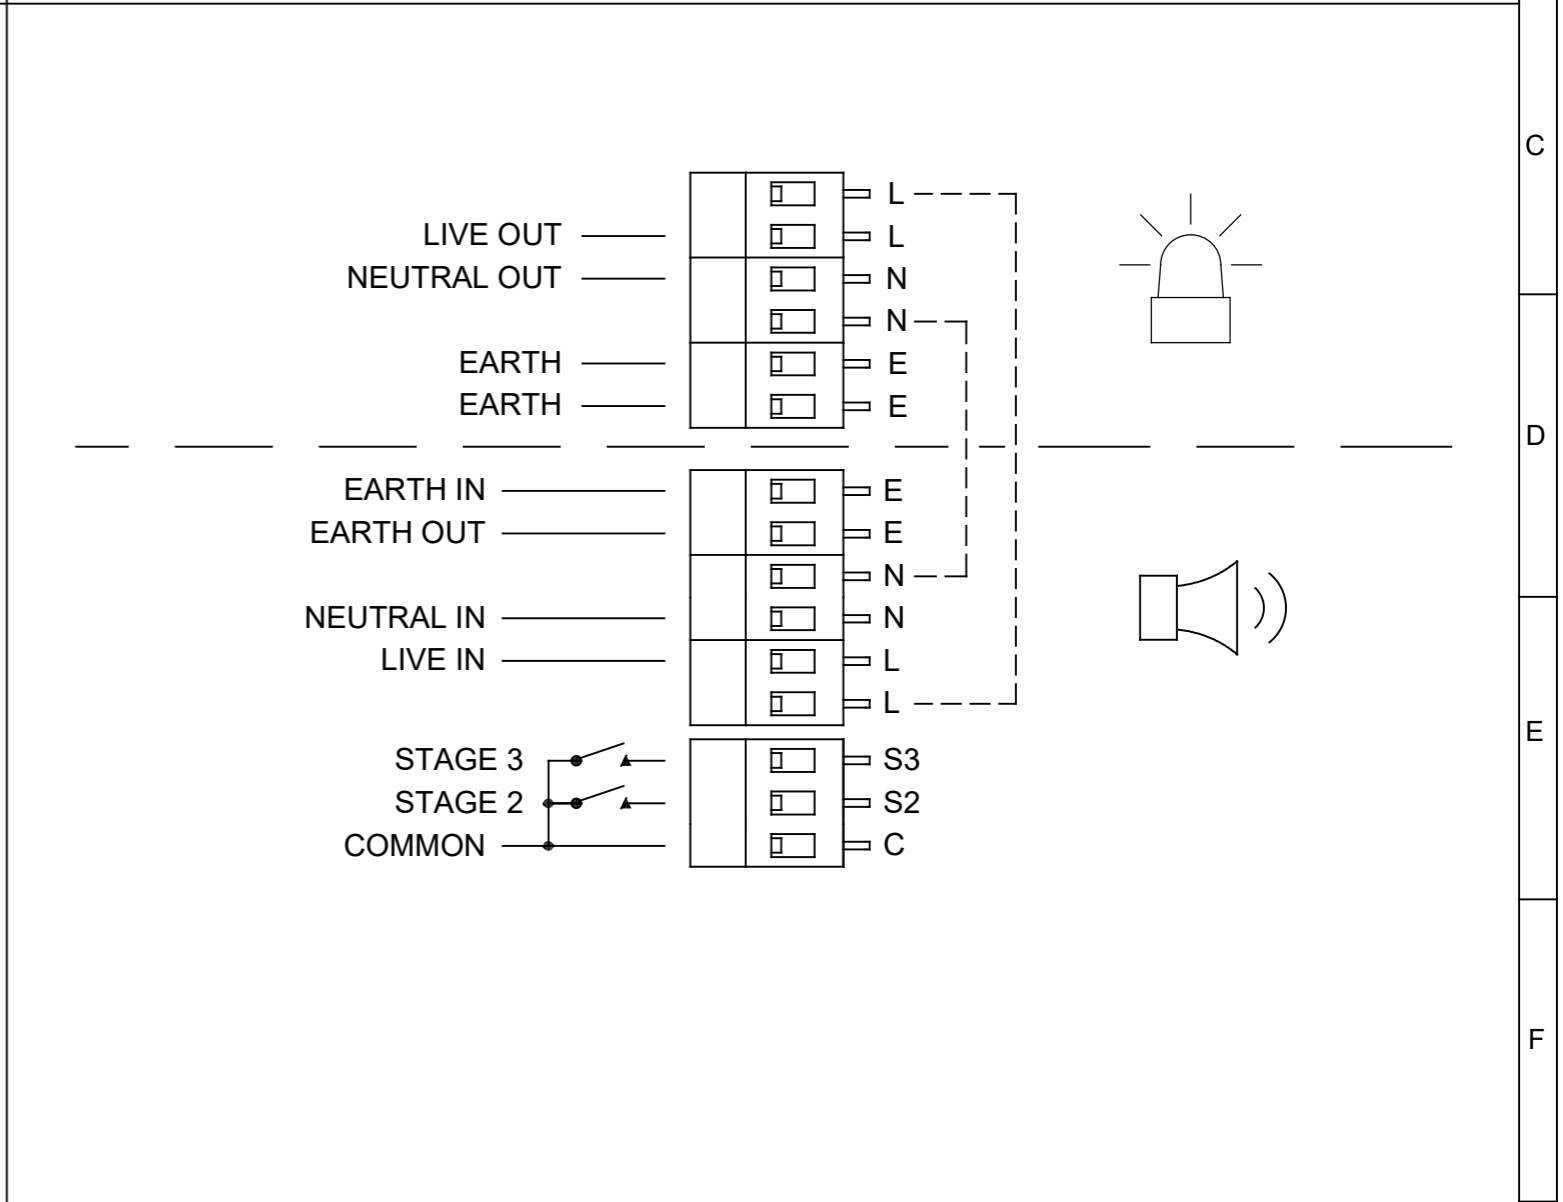 C
L
LIVE OUT L
NEUTRAL OUT N
N
EARTH E
EARTH E
D
EARTH IN E
EARTH OUT E
N
NEUTRAL IN N
LIVE IN L
L
E
STAGE 3 S3
STAGE 2 S2
COMMON C
F